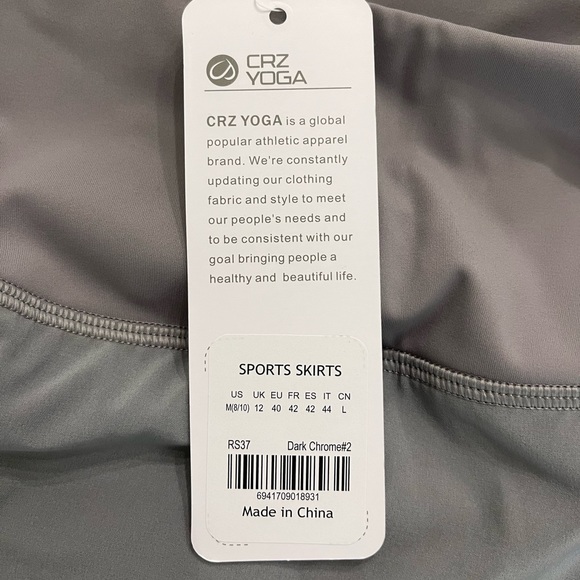 CRZ
YOGA
CRZ YOGA is a global
popular athletic apparel
brand. We're constantly
updating our clothing
fabric and style to meet
our people's needs and
to be consistent with our
goal bringing people a
healthy and beautiful life.
SPORTS SKIRTS
US UK EU FR ES IT CN
M(8/10) 12 40 42 42 44 L
RS37 Dark Chrome#2
6941709018931
Made in China